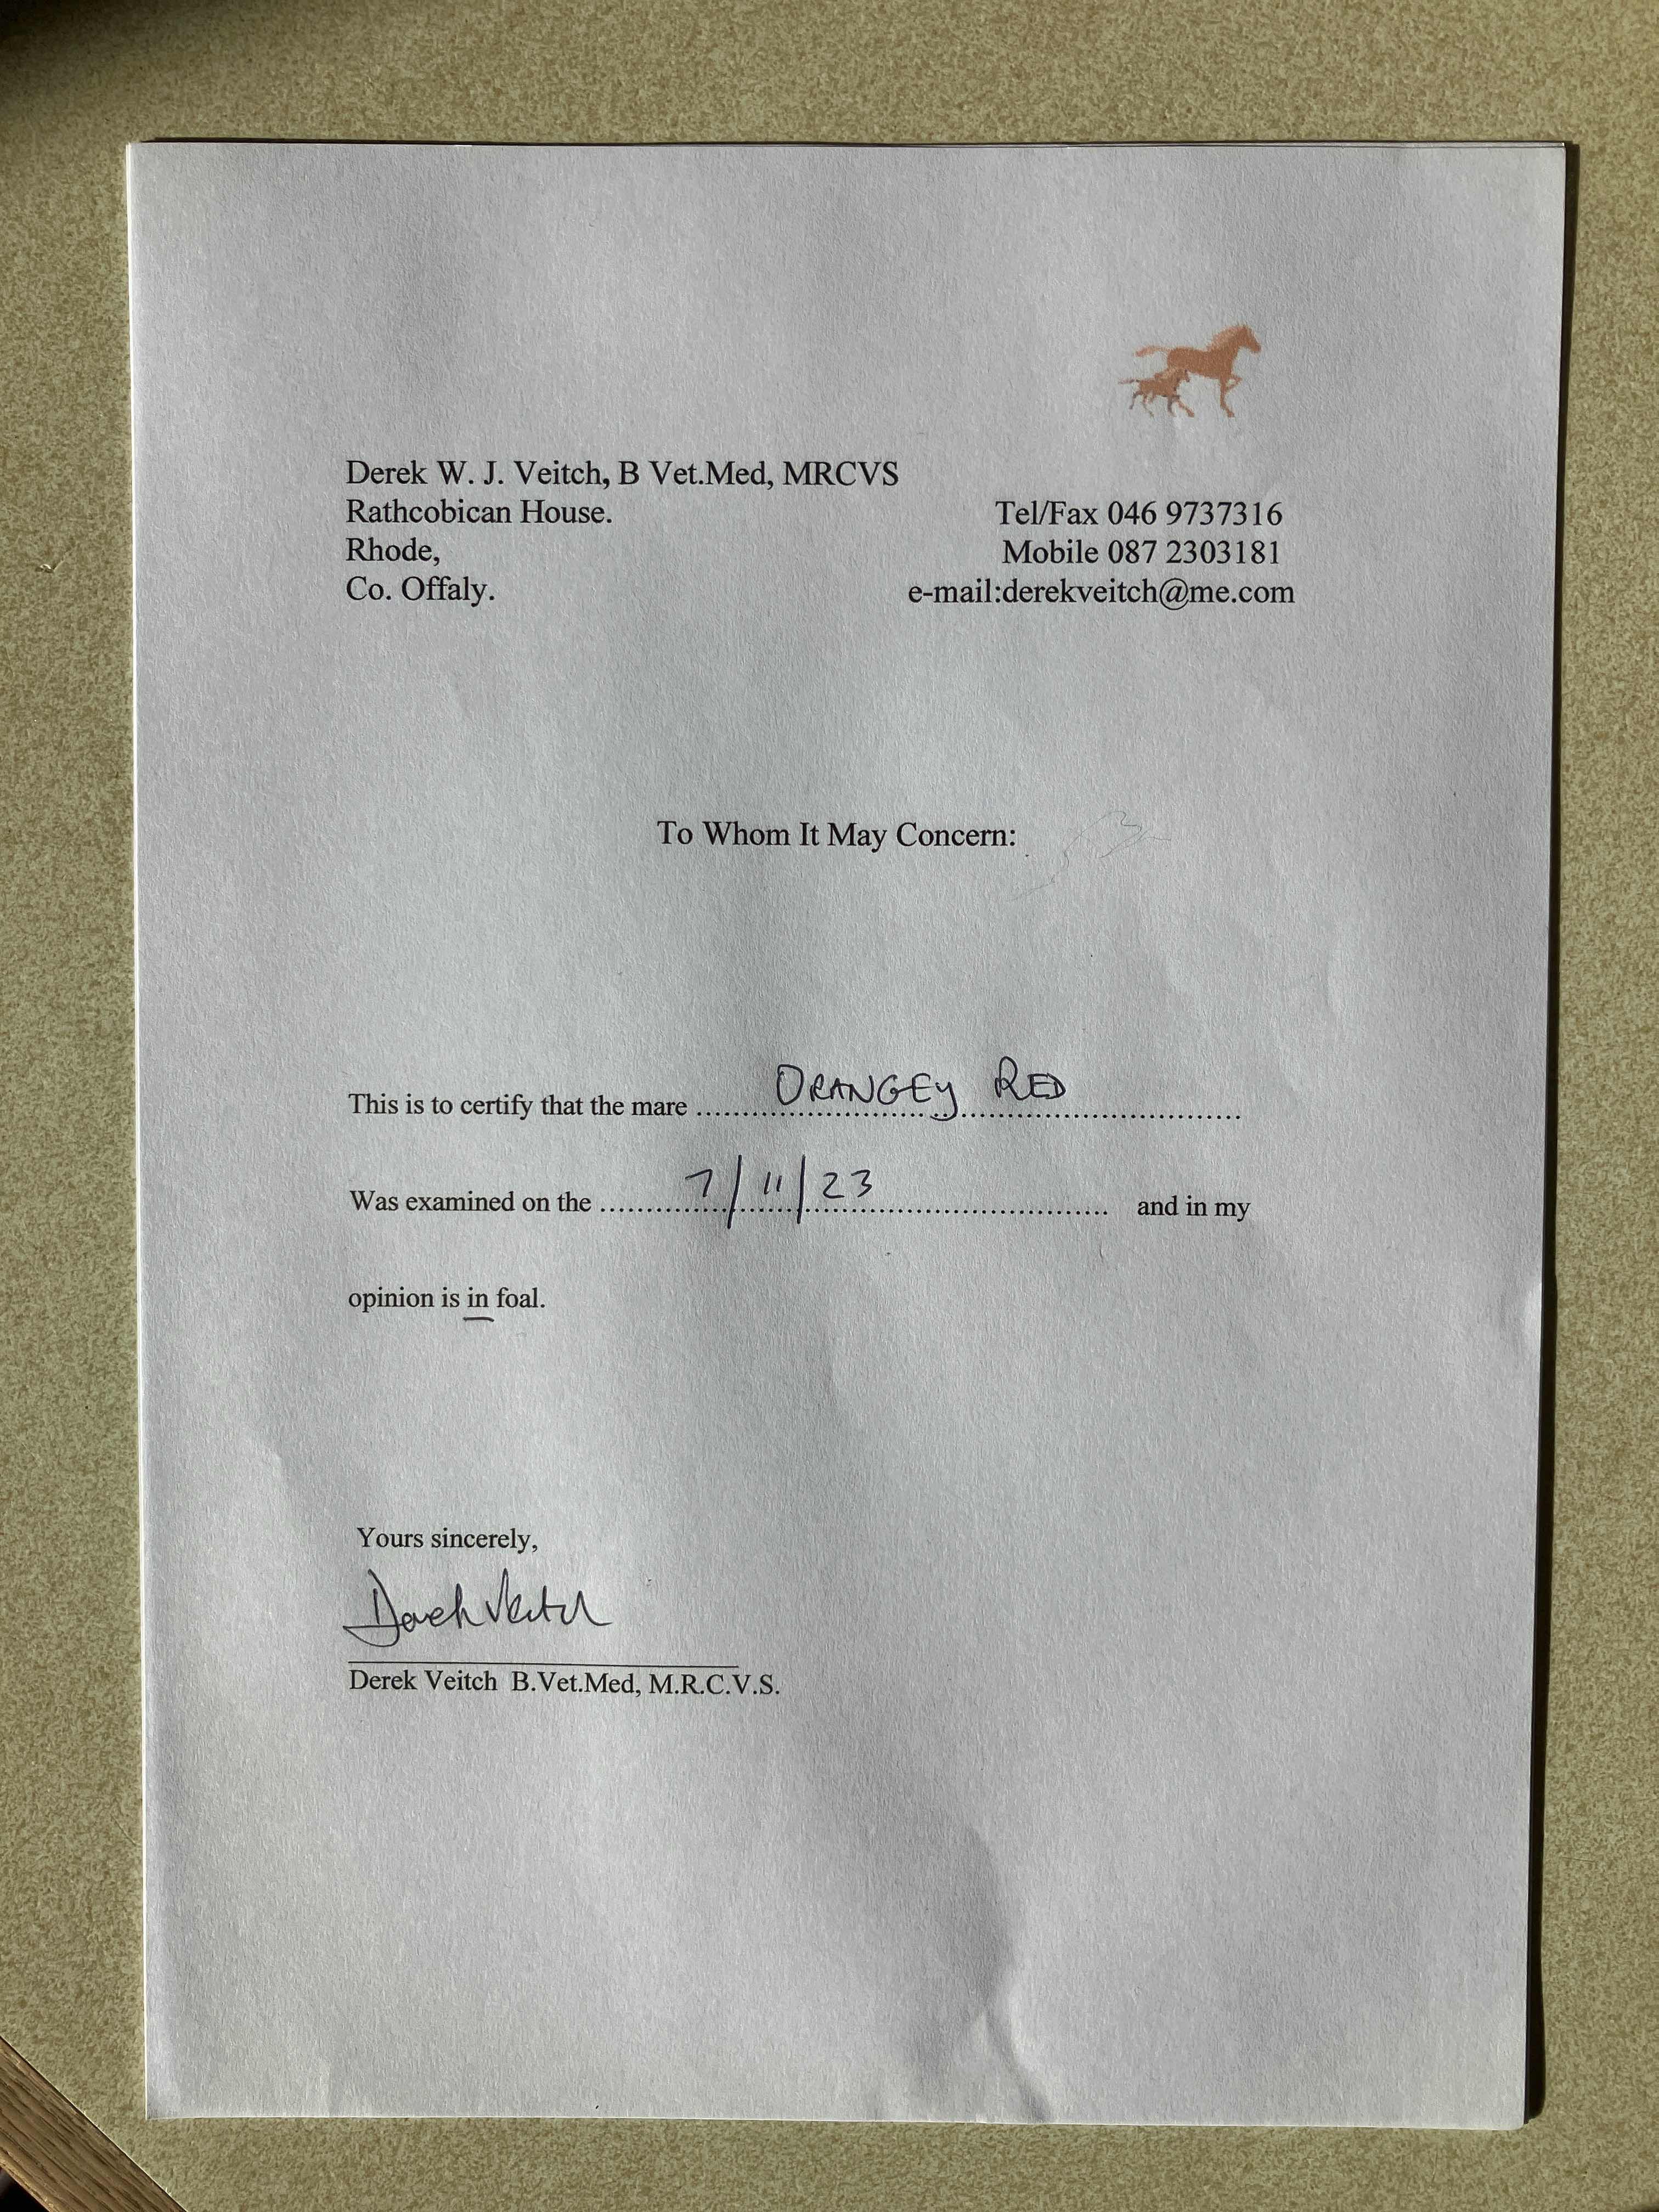 Derek W. J. Veitch, B Vet.Med, MRCVS
Rathcobican House.
Rhode,
Co. Offaly.
Tel/Fax 046 9737316
Mobile 087 2303181
e-mail:derekveitch@me.com
To Whom It May Concern:
This is to certify that the mare ORANGEY RED
Was examined on the 7/11/23 and in my
opinion is in foal.
Yours sincerely,
Derek Veitch
Derek Veitch B.Vet.Med, M.R.C.V.S.